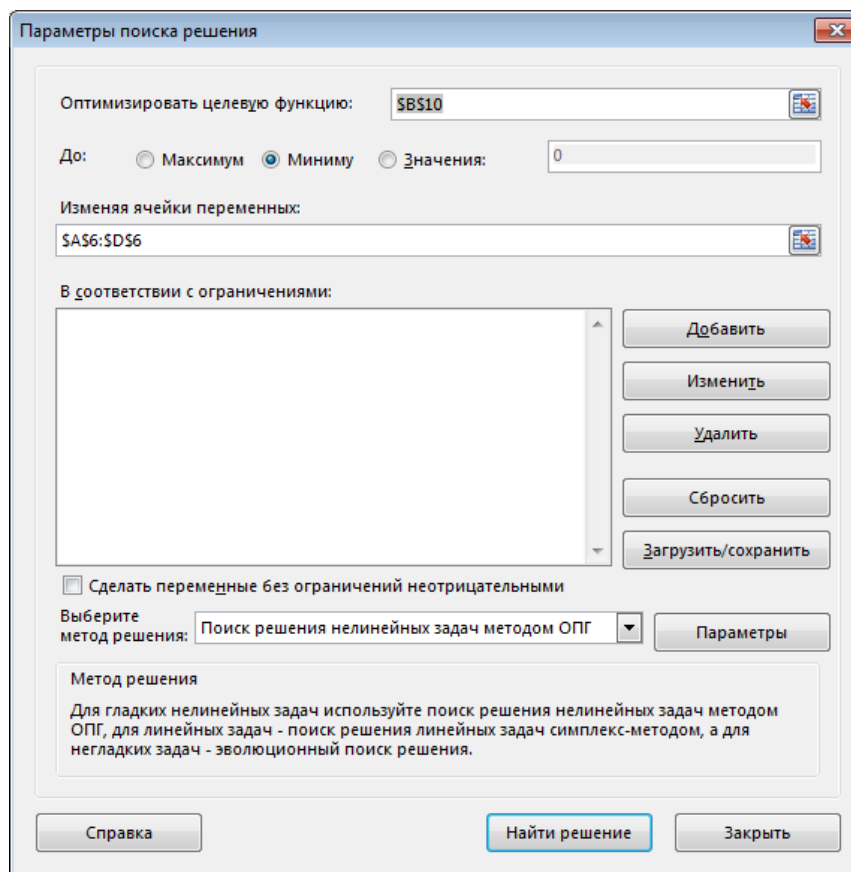 Параметры поиска решения
Оптимизировать целевую функцию: $B$10
До: Максимум Миниму Значения: 0
Изменяя ячейки переменных:
$A$6:$D$6
В соответствии с ограничениями:
Добавить
Изменить
Удалить
Сбросить
Загрузить/сохранить
Сделать переменные без ограничений неотрицательными
Выберите
метод решения: Поиск решения нелинейных задач методом ОПГ Параметры
Метод решения
Для гладких нелинейных задач используйте поиск решения нелинейных задач методом
ОПГ, для линейных задач - поиск решения линейных задач симплекс-методом, а для
негладких задач - эволюционный поиск решения.
Справка Найти решение Закрыть